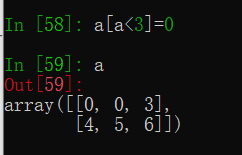 In [58]: a[a<3]=0
In [59]: a
Out[59]:
array([[0, 0, 3],
       [4, 5, 6]])